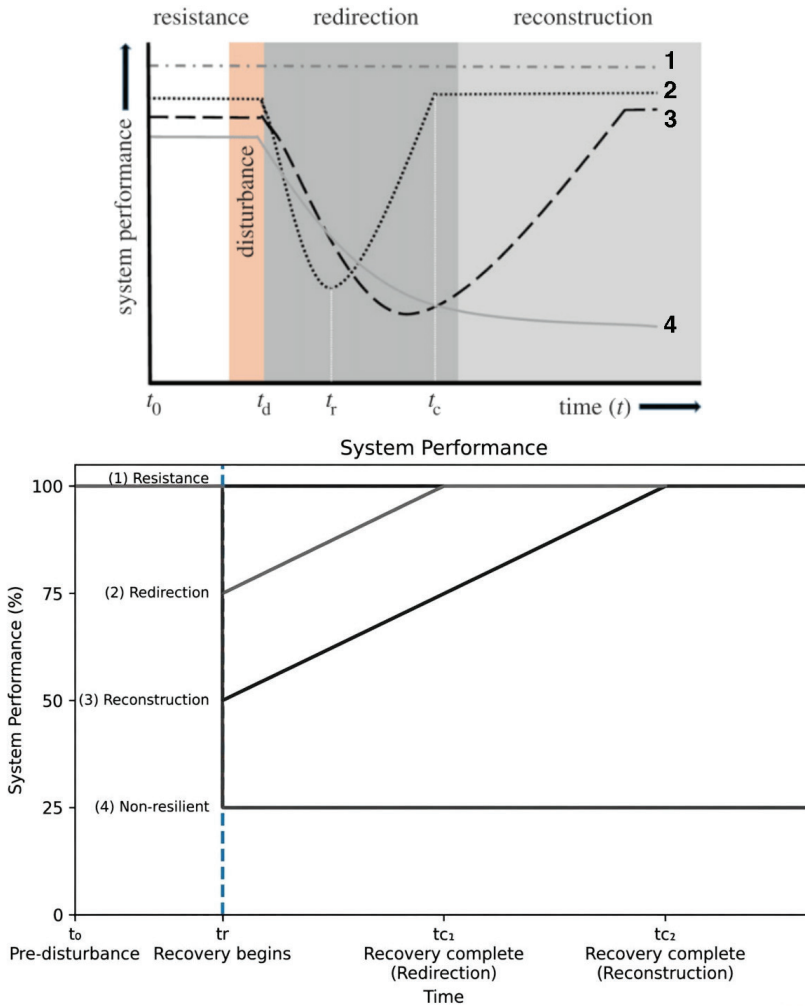 resistance redirection reconstruction
1
2
3
4
system performance
disturbance
t0 td tr tc time (t)
System Performance
100
75
50
25
0
System Performance (%)
(1) Resistance
(2) Redirection
(3) Reconstruction
(4) Non-resilient
t₀ tr tc₁ tc₂
Pre-disturbance Recovery begins Recovery complete Recovery complete
(Redirection) (Reconstruction)
Time